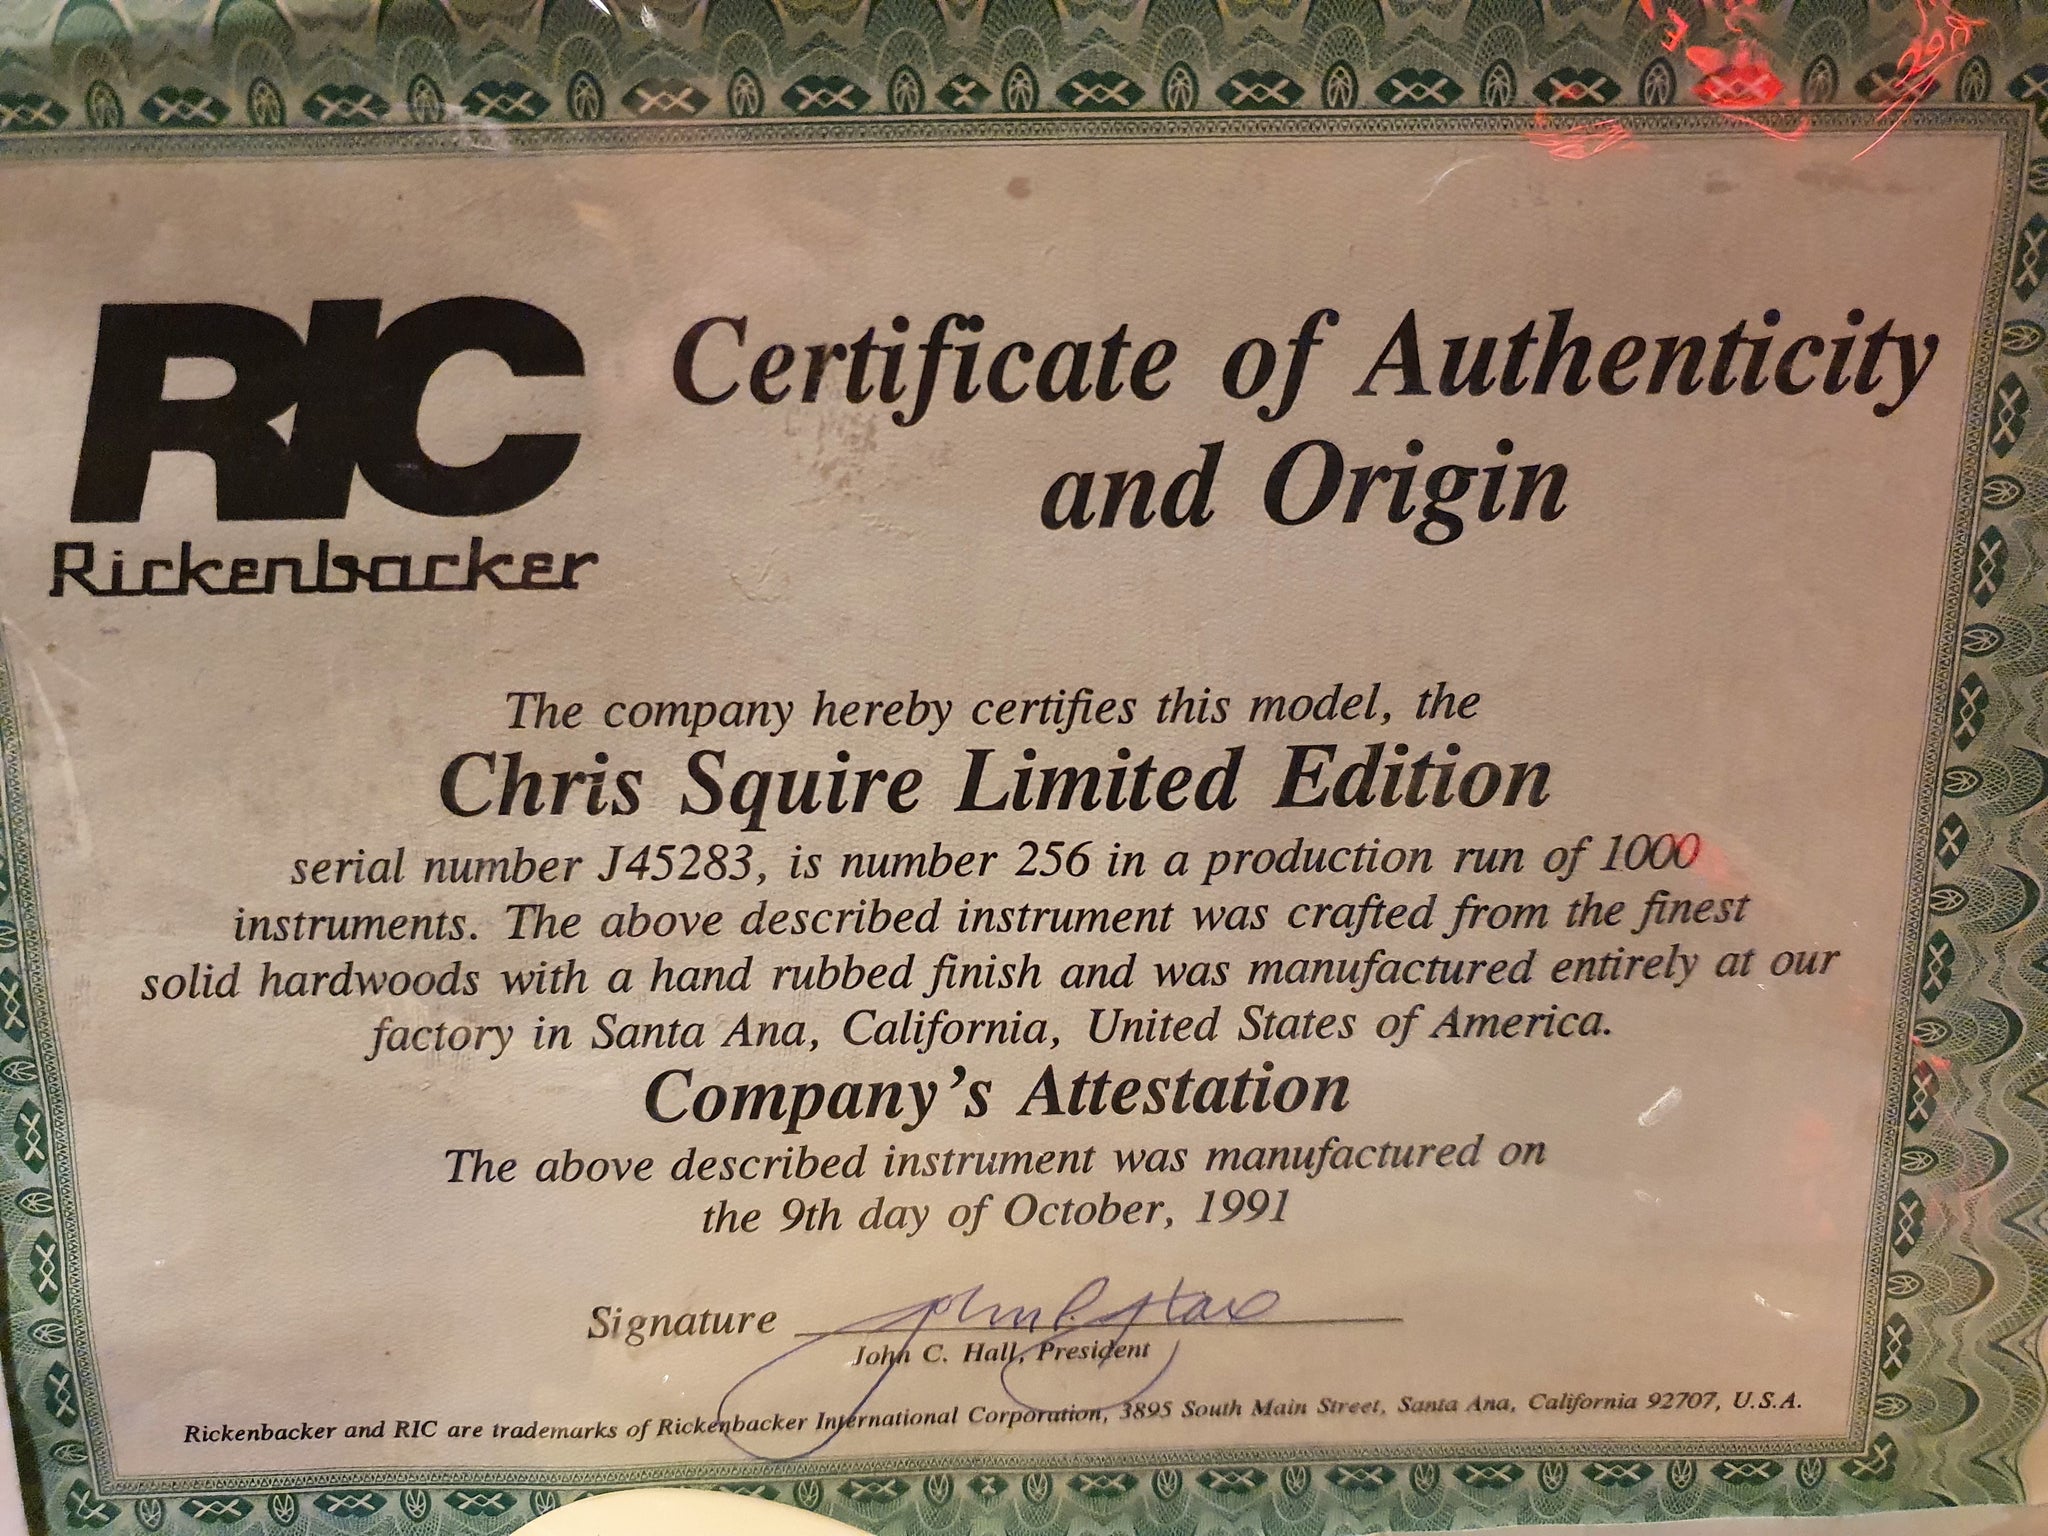 RIC
Rickenbacker
Certificate of Authenticity
and Origin
The company hereby certifies this model, the
Chris Squire Limited Edition
serial number J45283, is number 256 in a production run of 1000
instruments. The above described instrument was crafted from the finest
solid hardwoods with a hand rubbed finish and was manufactured entirely at our
factory in Santa Ana, California, United States of America.
Company's Attestation
The above described instrument was manufactured on
the 9th day of October, 1991
Signature John C. Hall
John C. Hall, President
Rickenbacker and RIC are trademarks of Rickenbacker International Corporation, 3895 South Main Street, Santa Ana, California 92707, U.S.A.